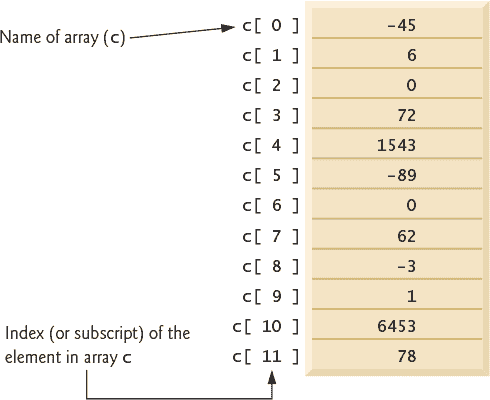 Name of array (c)
c[ 0 ] -45
c[ 1 ] 6
c[ 2 ] 0
c[ 3 ] 72
c[ 4 ] 1543
c[ 5 ] -89
c[ 6 ] 0
c[ 7 ] 62
c[ 8 ] -3
c[ 9 ] 1
c[ 10 ] 6453
c[ 11 ] 78
Index (or subscript) of the
element in array c